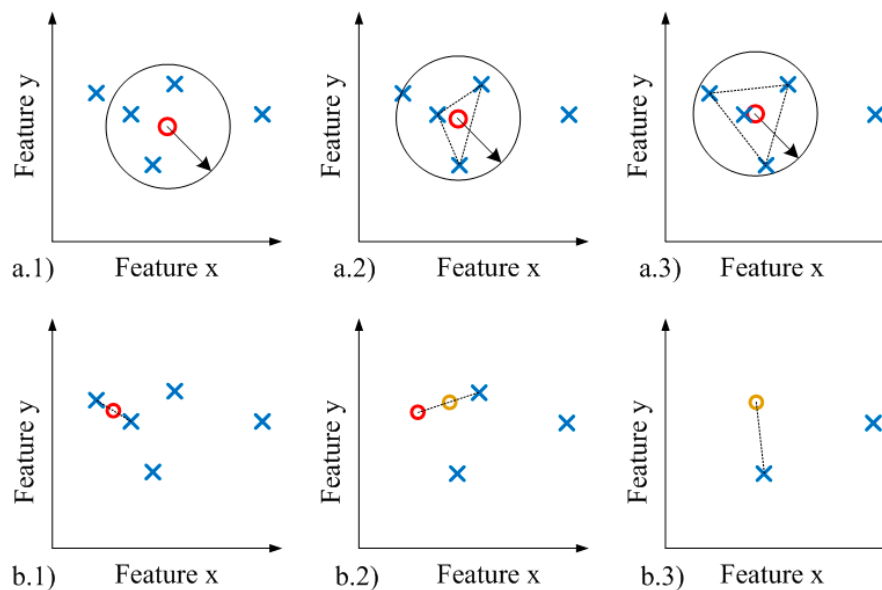 Feature y
Feature y
Feature y
a.1) Feature x
a.2) Feature x
a.3) Feature x
Feature y
Feature y
Feature y
b.1) Feature x
b.2) Feature x
b.3) Feature x